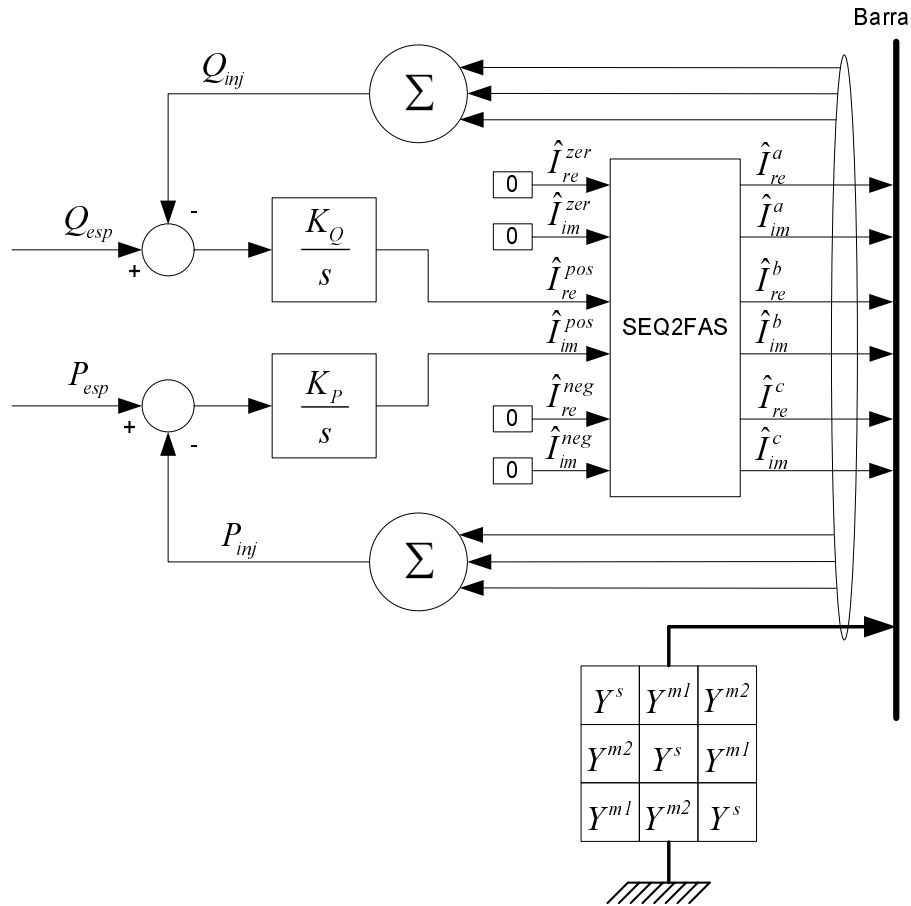 Barra
Q_inj
Σ
Q_esp
-
+
K_Q
s
0
Î_re^zer
0
Î_im^zer
Î_re^pos
Î_im^pos
0
Î_re^neg
0
Î_im^neg
SEQ2FAS
Î_re^a
Î_im^a
Î_re^b
Î_im^b
Î_re^c
Î_im^c
P_esp
+
-
K_P
s
P_inj
Σ
Y^s Y^m1 Y^m2
Y^m2 Y^s Y^m1
Y^m1 Y^m2 Y^s